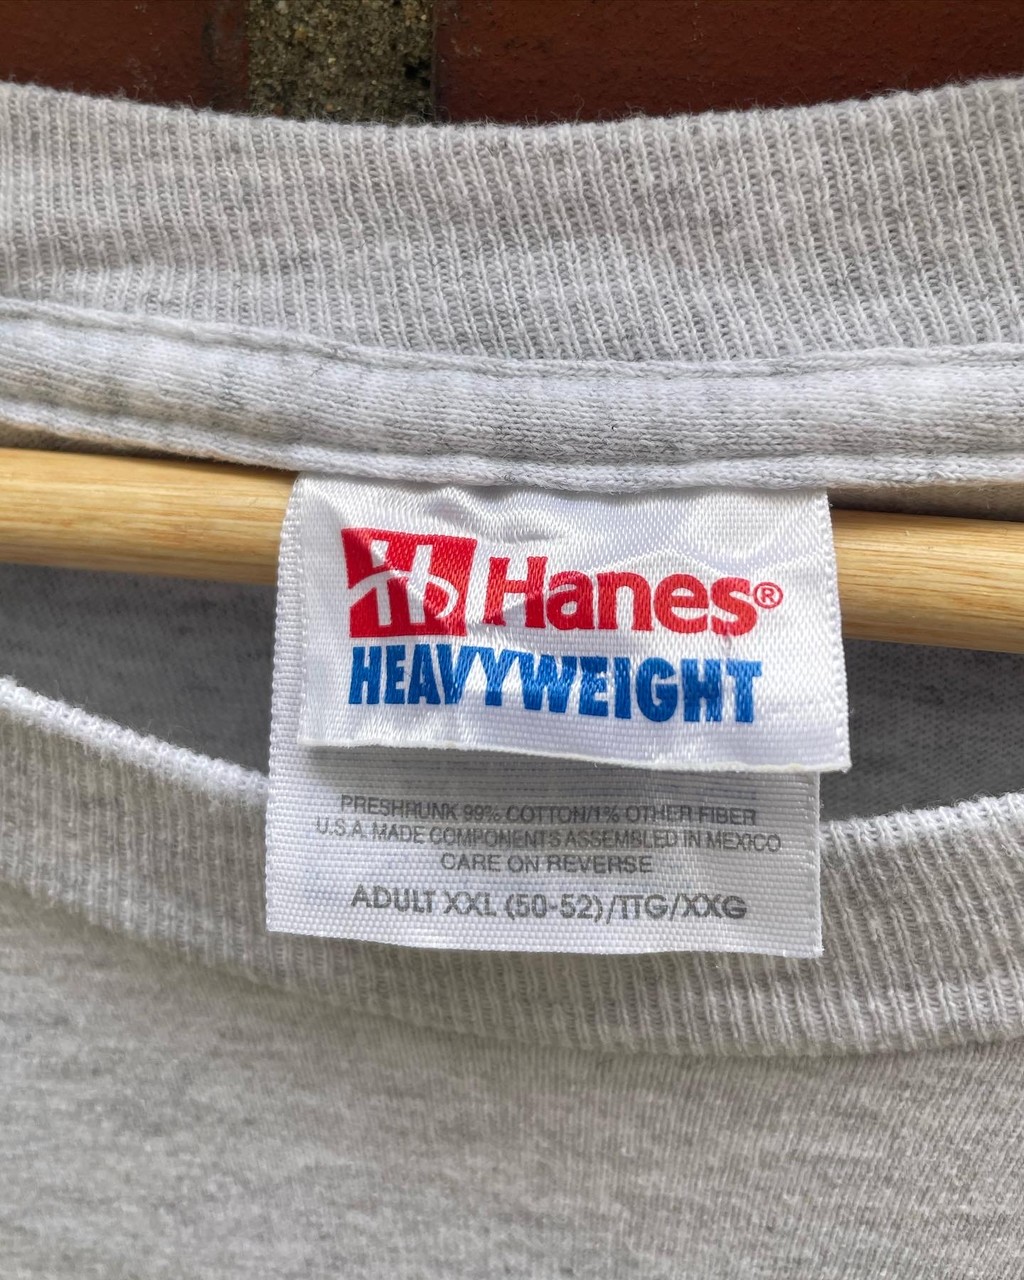 Hanes®
HEAVYWEIGHT
PRESHRUNK 99% COTTON/1% OTHER FIBER
U.S.A. MADE COMPONENTS ASSEMBLED IN MEXICO
CARE ON REVERSE
ADULT XXL (50-52)/TTG/XXG